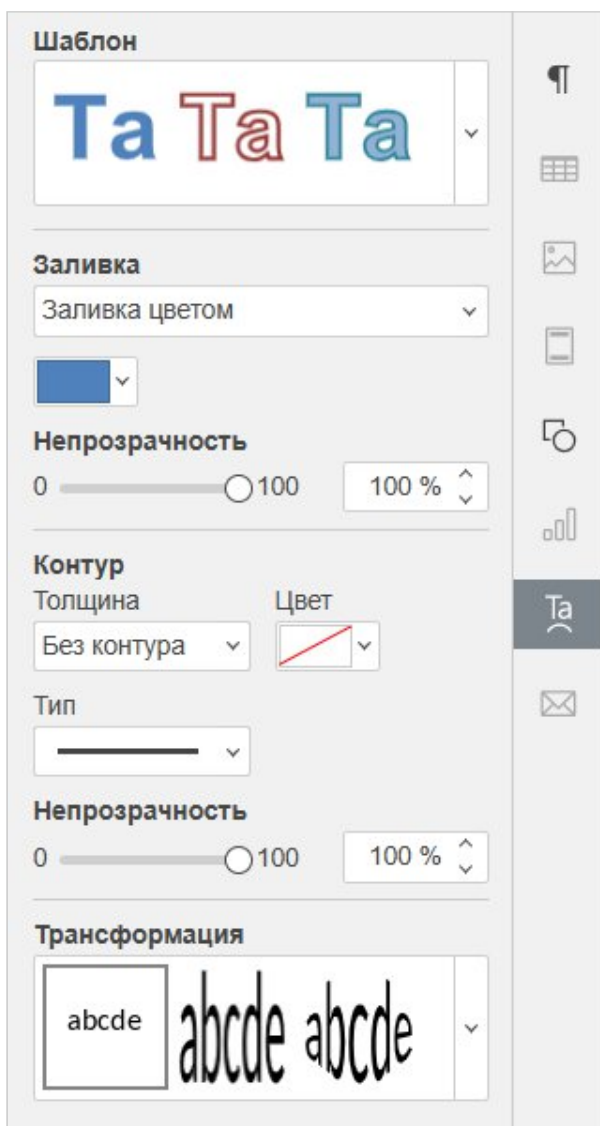 Шаблон
Ta Ta Ta
Заливка
Заливка цветом
Непрозрачность
0 100 100 %
Контур
Толщина Цвет
Без контура
Тип
Непрозрачность
0 100 100 %
Трансформация
abcde abcde abcde
Ta